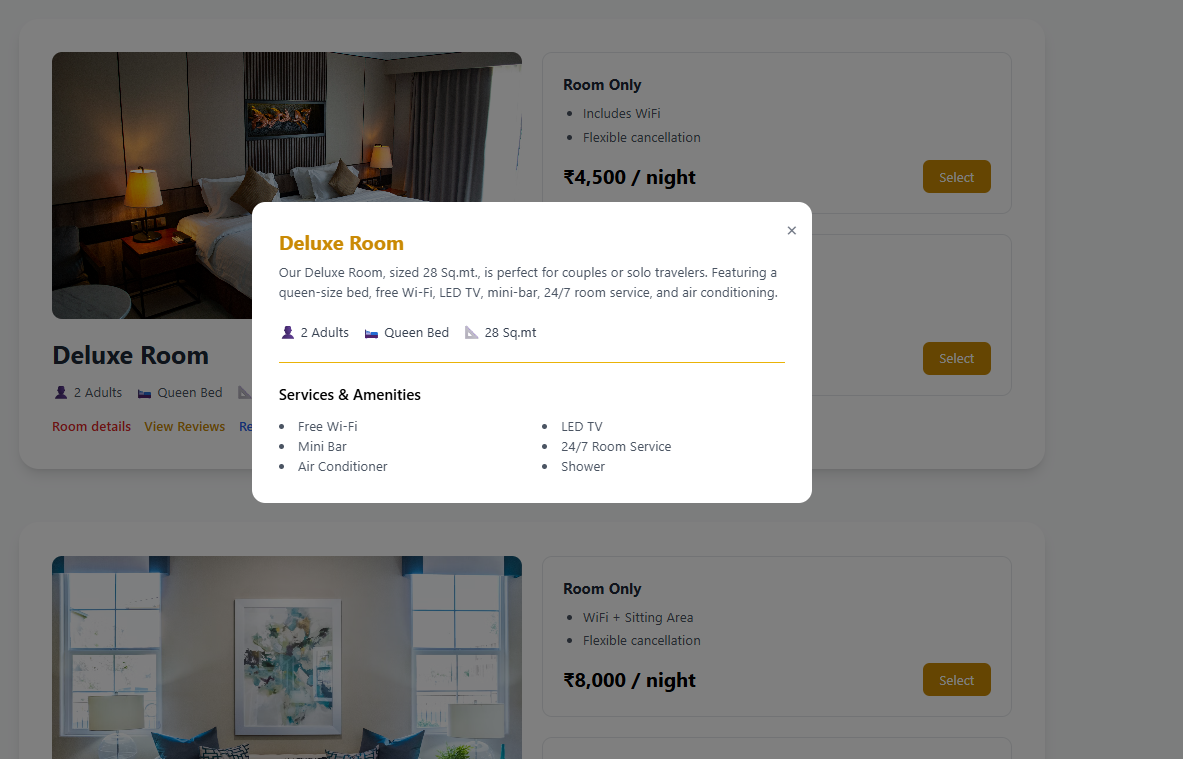 Room Only
Includes WiFi
Flexible cancellation
₹4,500 / night
Select
Deluxe Room
×
Our Deluxe Room, sized 28 Sq.mt., is perfect for couples or solo travelers. Featuring a
queen-size bed, free Wi-Fi, LED TV, mini-bar, 24/7 room service, and air conditioning.
2 Adults Queen Bed 28 Sq.mt
Services & Amenities
Free Wi-Fi
LED TV
Mini Bar
24/7 Room Service
Air Conditioner
Shower
Deluxe Room
2 Adults Queen Bed
Room details View Reviews
Select
Room Only
WiFi + Sitting Area
Flexible cancellation
₹8,000 / night
Select